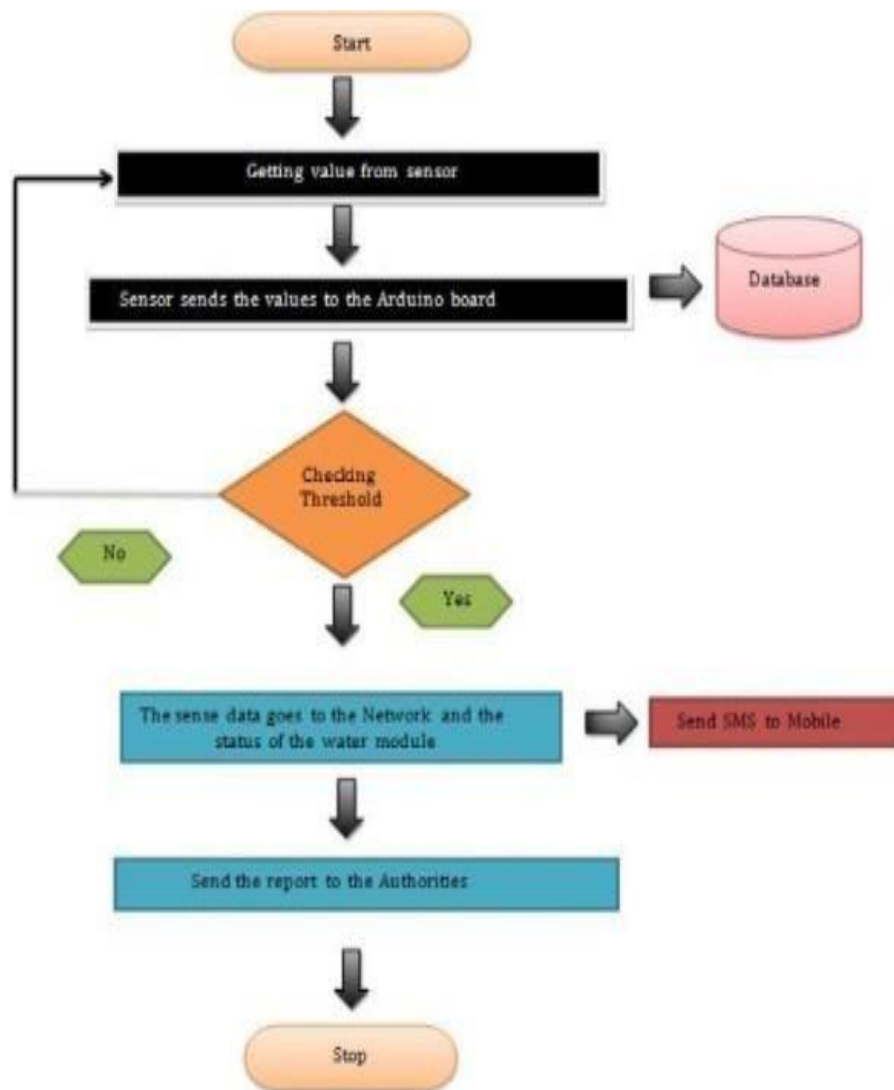 Start
Getting value from sensor
Sensor sends the values to the Arduino board
Database
Checking
Threshold
No
Yes
The sense data goes to the Network and the
status of the water module
Send SMS to Mobile
Send the report to the Authorities
Stop